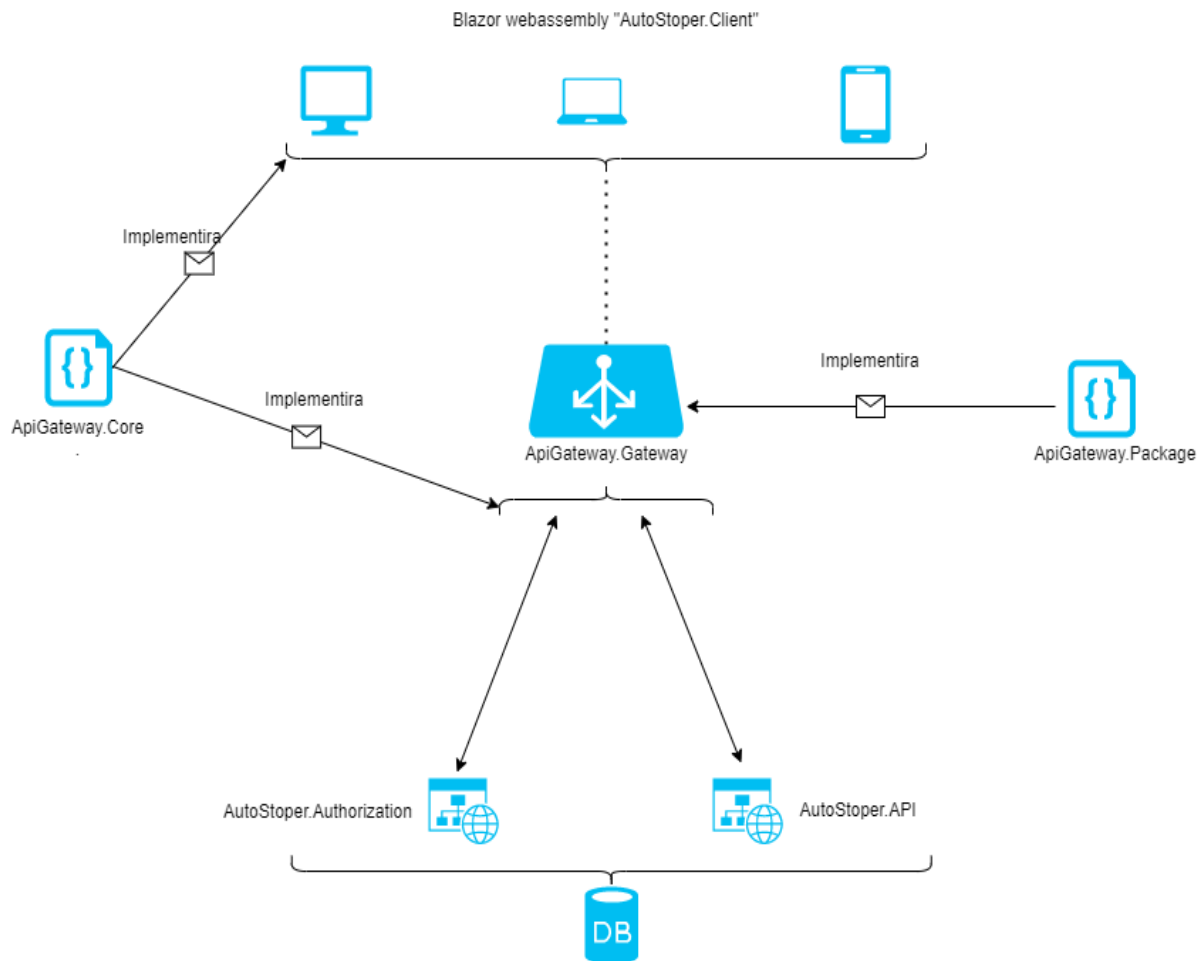 Blazor webassembly "AutoStoper.Client"
Implementira
Implementira
Implementira
{}
ApiGateway.Core
.
ApiGateway.Gateway
{}
ApiGateway.Package
AutoStoper.Authorization
AutoStoper.API
DB